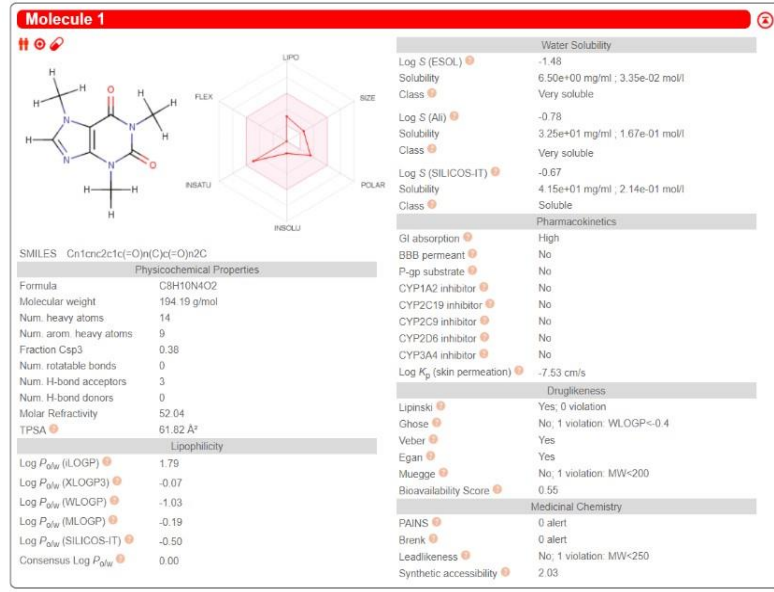 Molecule 1
H
H
H
O
CH₃
N
N
H
H
H
H
N
N
O
H
H
H
LIPO
FLEX
SIZE
INSATU
POLAR
INSOLU
SMILES Cn1cnc2c1c(=O)n(C)c(=O)n2C
Physicochemical Properties
Formula C8H10N4O2
Molecular weight 194.19 g/mol
Num. heavy atoms 14
Num. arom. heavy atoms 9
Fraction Csp3 0.38
Num. rotatable bonds 0
Num. H-bond acceptors 3
Num. H-bond donors 0
Molar Refractivity 52.04
TPSA ? 61.82 Å²
Lipophilicity
Log Po/w (iLOGP) ? 1.79
Log Po/w (XLOGP3) ? -0.07
Log Po/w (WLOGP) ? -1.03
Log Po/w (MLOGP) ? -0.19
Log Po/w (SILICOS-IT) ? -0.50
Consensus Log Po/w ? 0.00
Water Solubility
Log S (ESOL) ? -1.48
Solubility 6.50e+00 mg/ml ; 3.35e-02 mol/l
Class ? Very soluble
Log S (Ali) ? -0.78
Solubility 3.25e+01 mg/ml ; 1.67e-01 mol/l
Class ? Very soluble
Log S (SILICOS-IT) ? -0.67
Solubility 4.15e+01 mg/ml ; 2.14e-01 mol/l
Class ? Soluble
Pharmacokinetics
GI absorption ? High
BBB permeant ? No
P-gp substrate ? No
CYP1A2 inhibitor ? No
CYP2C19 inhibitor ? No
CYP2C9 inhibitor ? No
CYP2D6 inhibitor ? No
CYP3A4 inhibitor ? No
Log Kp (skin permeation) ? -7.53 cm/s
Druglikeness
Lipinski ? Yes; 0 violation
Ghose ? No; 1 violation: WLOGP<-0.4
Veber ? Yes
Egan ? Yes
Muegge ? No; 1 violation: MW<200
Bioavailability Score ? 0.55
Medicinal Chemistry
PAINS ? 0 alert
Brenk ? 0 alert
Leadlikeness ? No; 1 violation: MW<250
Synthetic accessibility ? 2.03